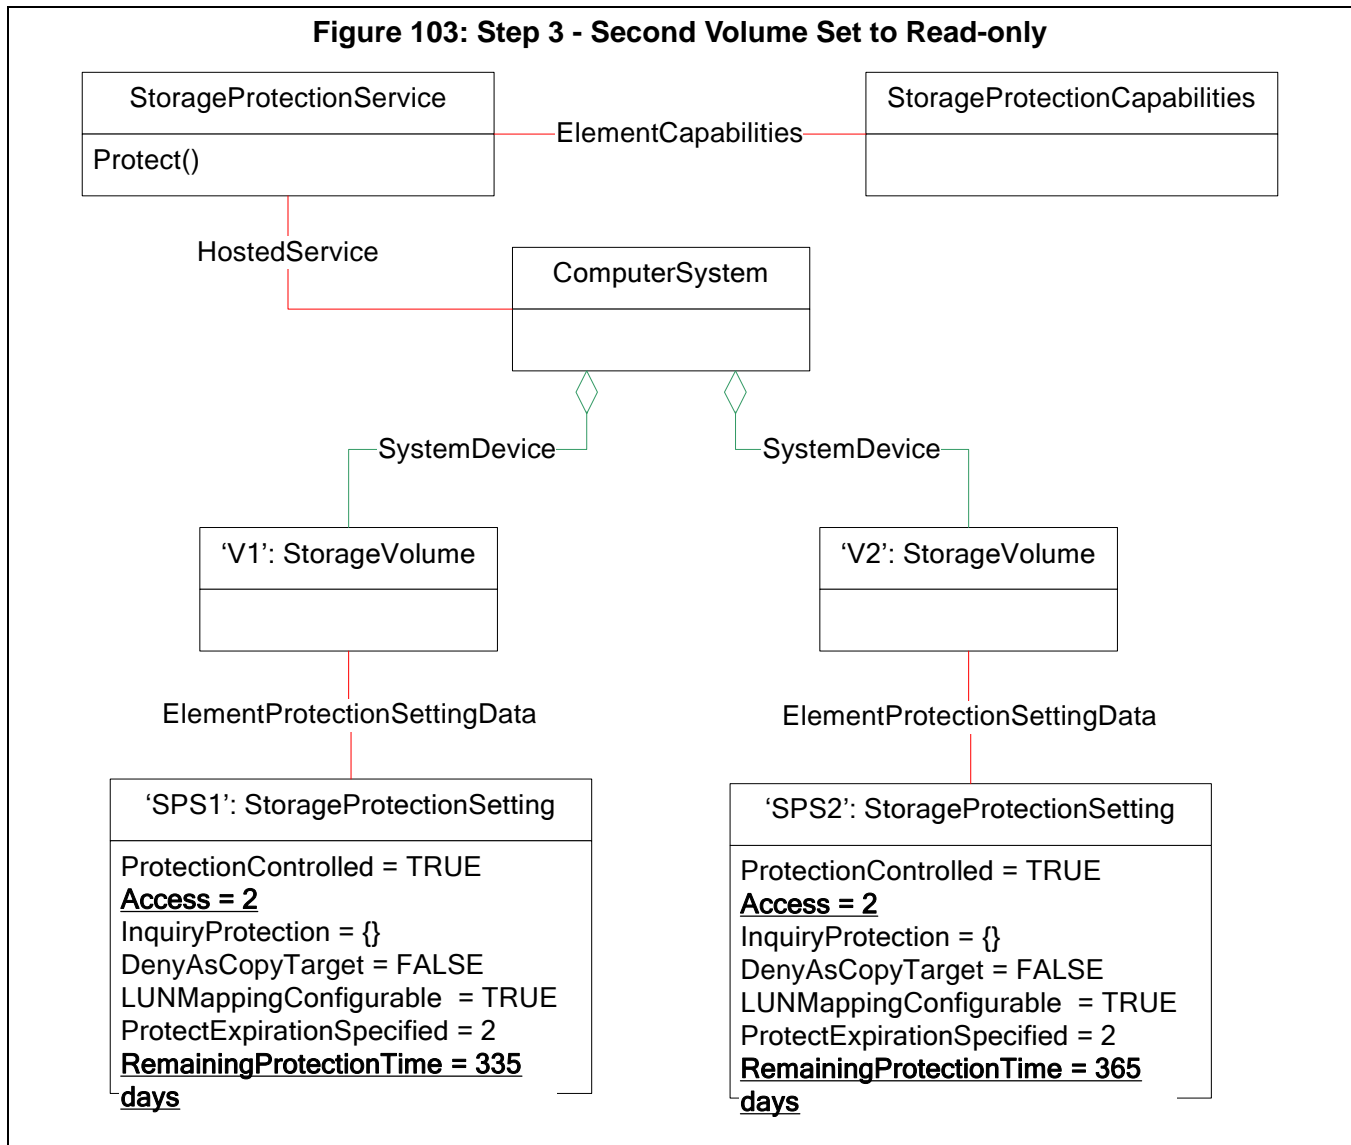 Figure 103: Step 3 - Second Volume Set to Read-only
StorageProtectionService
Protect()
ElementCapabilities
StorageProtectionCapabilities
HostedService
ComputerSystem
SystemDevice
SystemDevice
‘V1’: StorageVolume
‘V2’: StorageVolume
ElementProtectionSettingData
ElementProtectionSettingData
‘SPS1’: StorageProtectionSetting
ProtectionControlled = TRUE
Access = 2
InquiryProtection = {}
DenyAsCopyTarget = FALSE
LUNMappingConfigurable  = TRUE
ProtectExpirationSpecified = 2
RemainingProtectionTime = 335
days
‘SPS2’: StorageProtectionSetting
ProtectionControlled = TRUE
Access = 2
InquiryProtection = {}
DenyAsCopyTarget = FALSE
LUNMappingConfigurable  = TRUE
ProtectExpirationSpecified = 2
RemainingProtectionTime = 365
days